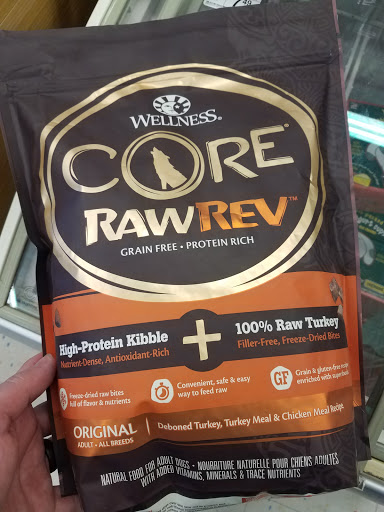 WELLNESS®
CORE®
RAWREV™
GRAIN FREE • PROTEIN RICH
High-Protein Kibble
Nutrient-Dense, Antioxidant-Rich
+
100% Raw Turkey
Filler-Free, Freeze-Dried Bites
Freeze-dried raw bites
full of flavor & nutrients
Convenient, safe & easy
way to feed raw
GF
Grain & gluten-free recipe
enriched with superfoods
ORIGINAL
ADULT • ALL BREEDS
Deboned Turkey, Turkey Meal & Chicken Meal Recipe
NATURAL FOOD FOR ADULT DOGS • NOURRITURE NATURELLE POUR CHIENS ADULTES
WITH ADDED VITAMINS, MINERALS & TRACE NUTRIENTS